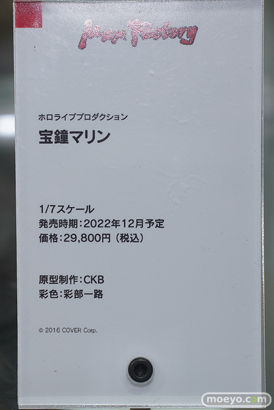 Max Factory
ホロライブプロダクション
宝鐘マリン
1/7スケール
発売時期：2022年12月予定
価格：29,800円（税込）
原型制作：CKB
彩色：彩部一路
© 2016 COVER Corp.
moeyo.com